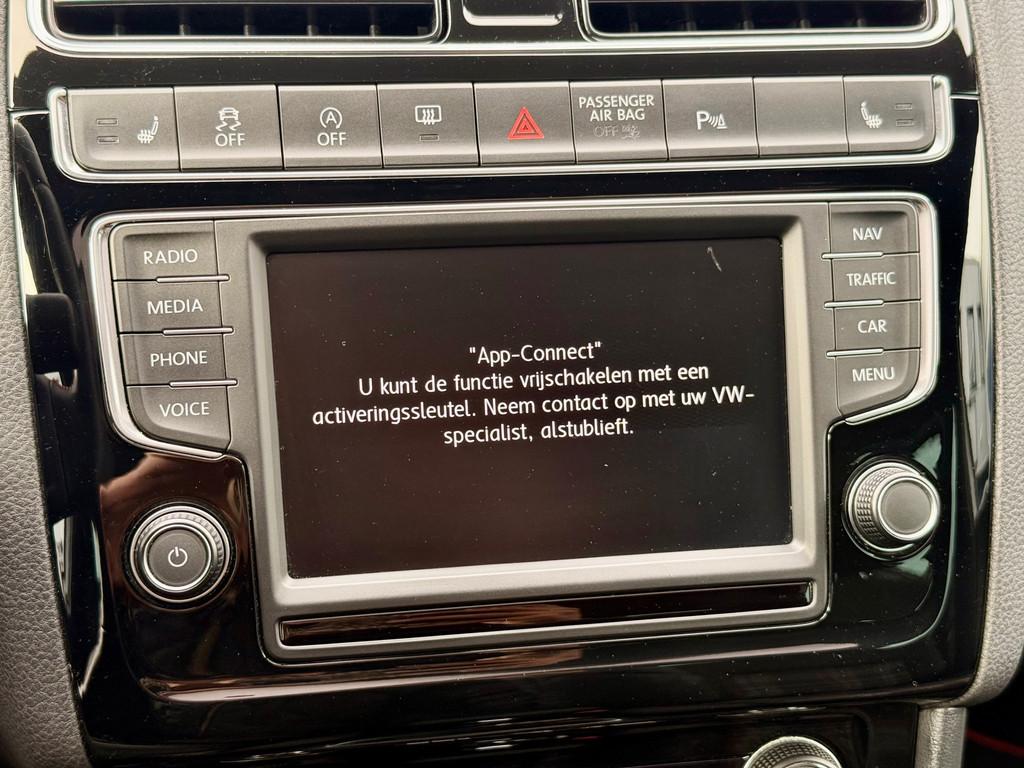 OFF
A
OFF
PASSENGER
AIR BAG
OFF
P
RADIO
MEDIA
PHONE
VOICE
"App-Connect"
U kunt de functie vrijschakelen met een
activeringssleutel. Neem contact op met uw VW-
specialist, alstublieft.
NAV
TRAFFIC
CAR
MENU